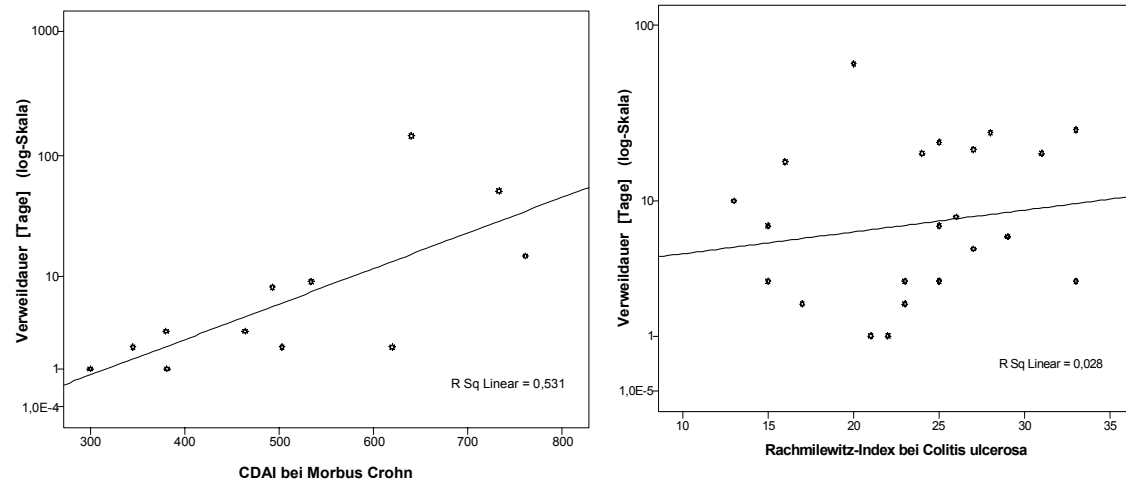 Verweildauer [Tage] (log-Skala)
1000
100
10
1
1,0E-4
R Sq Linear = 0,531
300 400 500 600 700 800
CDAI bei Morbus Crohn
Verweildauer [Tage] (log-Skala)
100
10
1
1,0E-5
R Sq Linear = 0,028
10 15 20 25 30 35
Rachmilewitz-Index bei Colitis ulcerosa